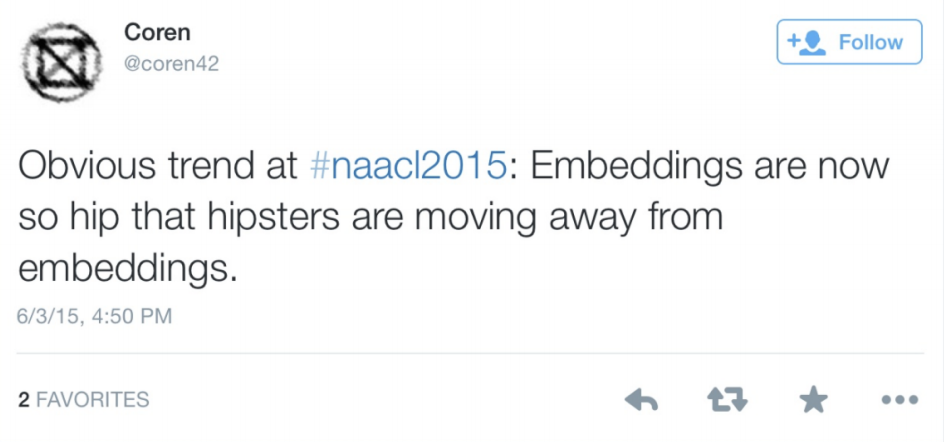 Coren
@coren42
Follow
Obvious trend at #naacl2015: Embeddings are now
so hip that hipsters are moving away from
embeddings.
6/3/15, 4:50 PM
2 FAVORITES